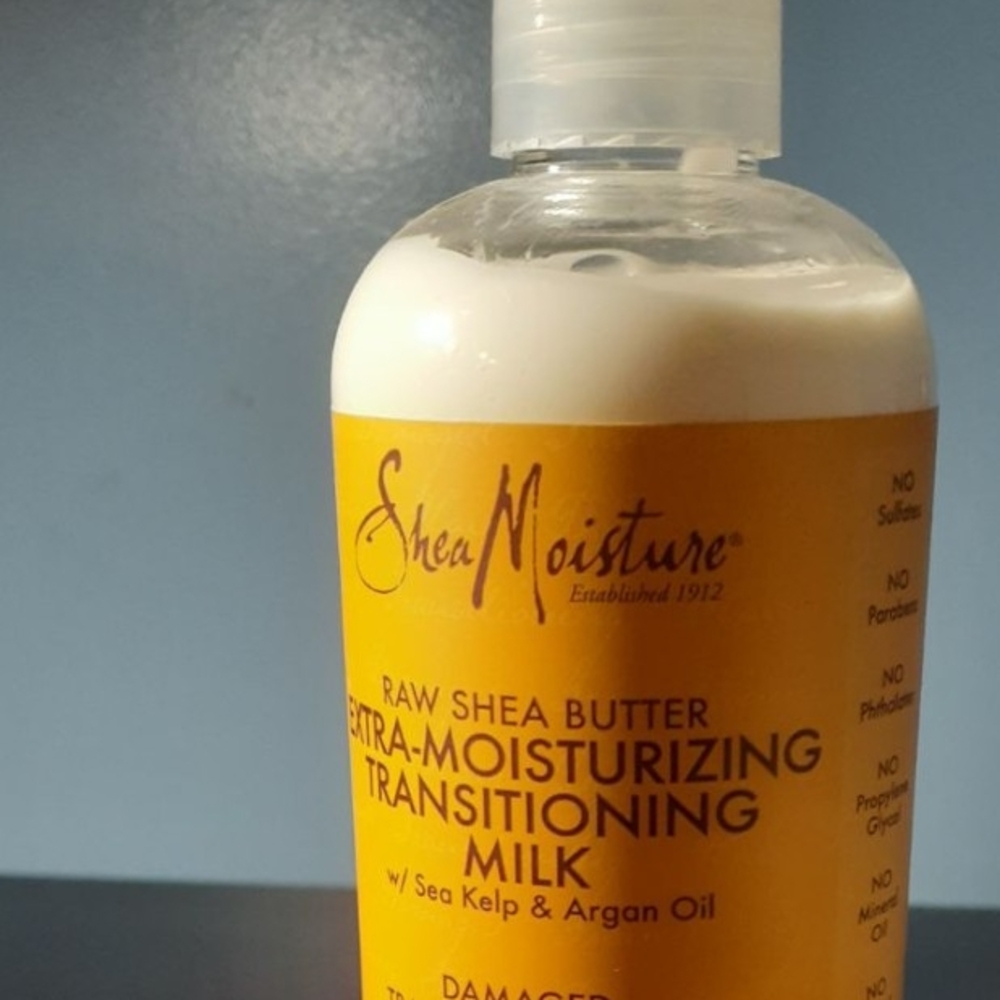 SheaMoisture®
Established 1912
RAW SHEA BUTTER
EXTRA-MOISTURIZING
TRANSITIONING
MILK
w/ Sea Kelp & Argan Oil
DAMAGED
NO
Sulfates
NO
Parabens
NO
Phthalates
NO
Propylene
Glycol
NO
Mineral
Oil
NO